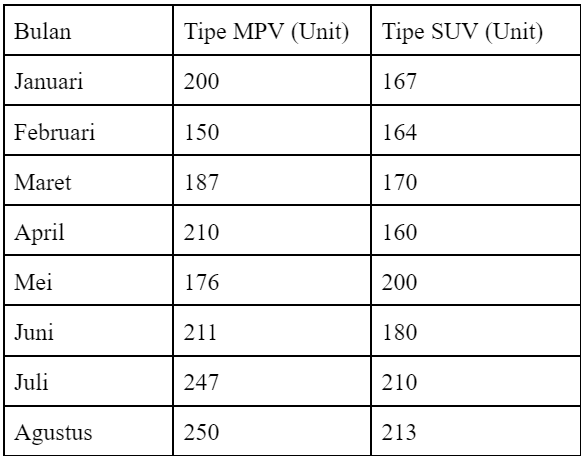 Bulan Tipe MPV (Unit) Tipe SUV (Unit)
Januari 200 167
Februari 150 164
Maret 187 170
April 210 160
Mei 176 200
Juni 211 180
Juli 247 210
Agustus 250 213